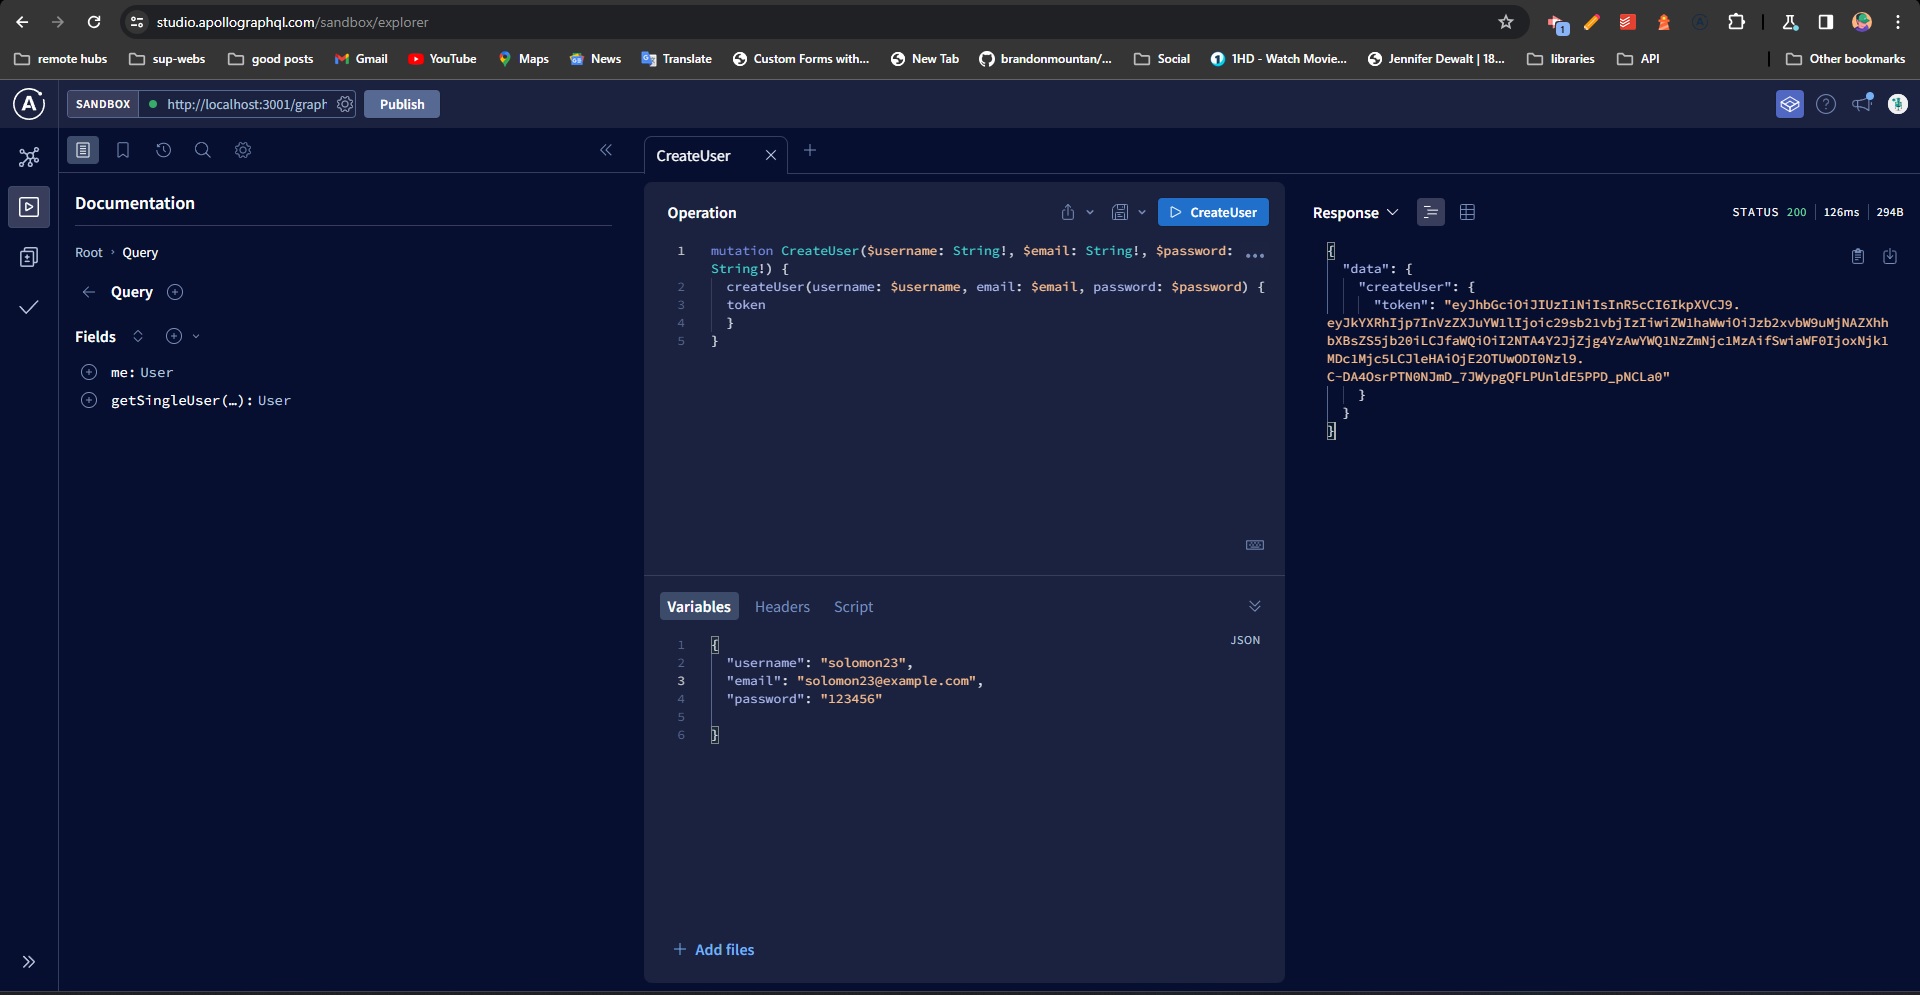 studio.apollographql.com/sandbox/explorer
1
remote hubs
sup-webs
good posts
Gmail
YouTube
Maps
News
Translate
Custom Forms with...
New Tab
brandonmountan/...
Social
1HD - Watch Movie...
Jennifer Dewalt | 18...
libraries
API
Other bookmarks
SANDBOX
http://localhost:3001/graph
Publish
CreateUser
Documentation
Root › Query
Query
Fields
me: User
getSingleUser(…): User
Operation
CreateUser
1 mutation CreateUser($username: String!, $email: String!, $password:
String!) {
2 createUser(username: $username, email: $email, password: $password) {
3 token
4 }
5 }
Variables
Headers
Script
JSON
1 {
2 "username": "solomon23",
3 "email": "solomon23@example.com",
4 "password": "123456"
5
6 }
+ Add files
Response
STATUS 200
126ms
294B
{
"data": {
"createUser": {
"token": "eyJhbGciOiJIUzI1NiIsInR5cCI6IkpXVCJ9.
eyJkYXRhIjp7InVzZXJuYW1lIjoic29sb21vbjIzIiwiZW1haWwiOiJzb2xvbW9uMjNAZXhh
bXBsZS5jb20iLCJfaWQiOiI2NTA4Y2JjZjg4YzAwYWQ1NzZmNjc1MzAifSwiaWF0IjoxNjk1
MDc1Mjc5LCJleHAiOjE2OTUwODI0Nzl9.
C-DA4OsrPTN0NJmD_7JWypgQFLPUnldE5PPD_pNCLa0"
}
}
}